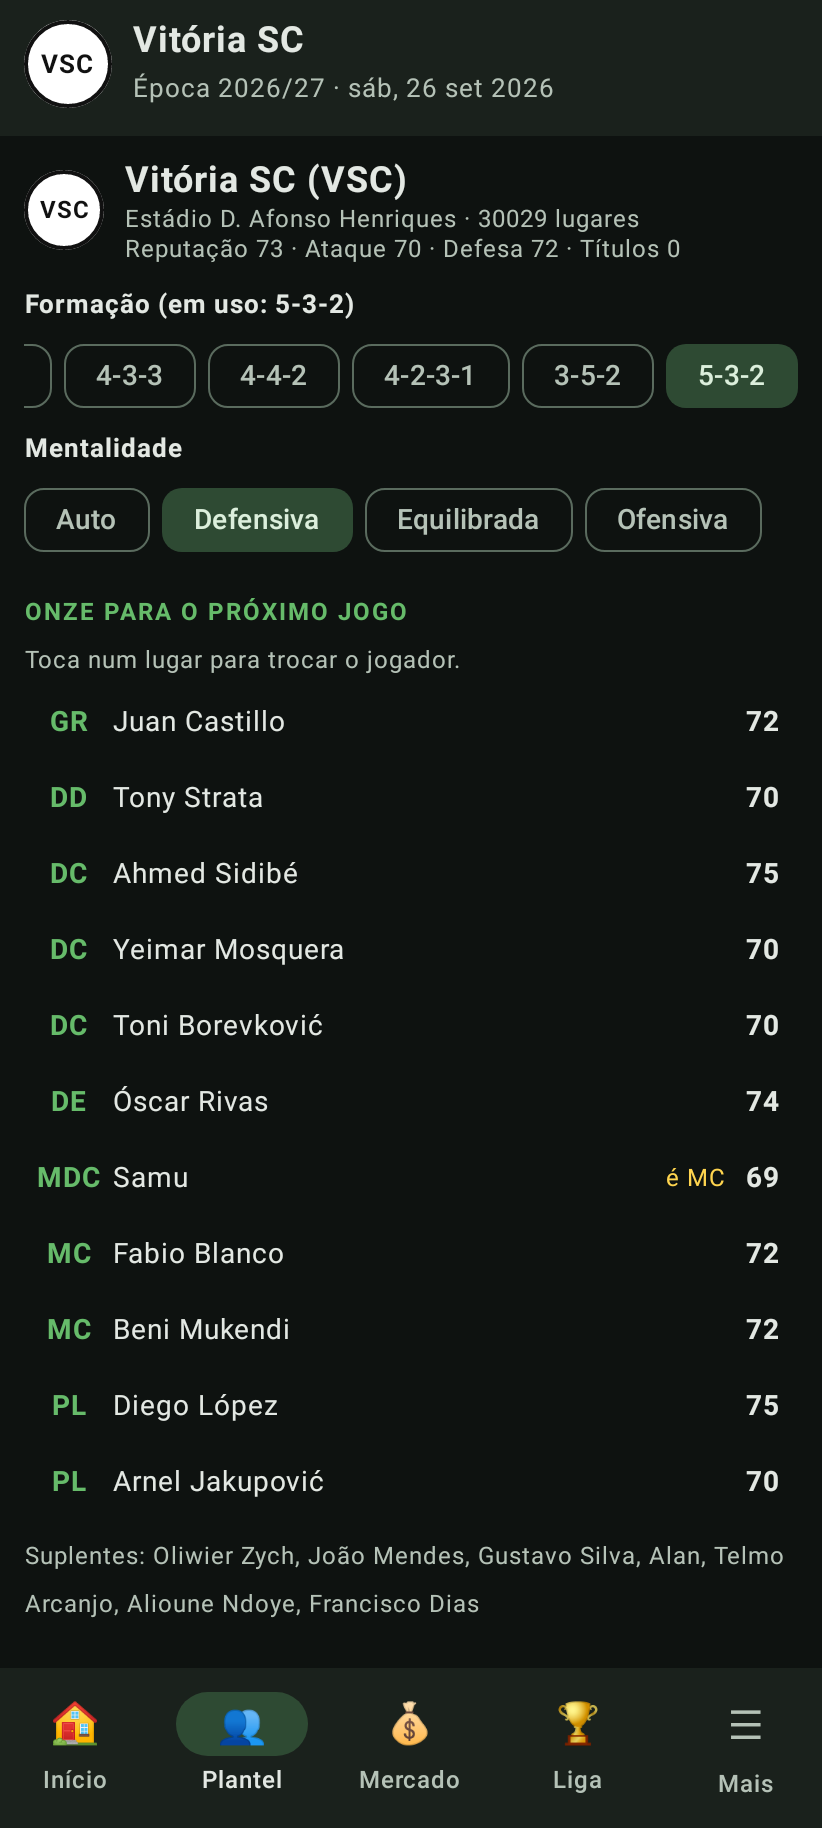 VSC
Vitória SC
Época 2026/27 · sáb, 26 set 2026
VSC
Vitória SC (VSC)
Estádio D. Afonso Henriques · 30029 lugares
Reputação 73 · Ataque 70 · Defesa 72 · Títulos 0
Formação (em uso: 5-3-2)
4-3-3 4-4-2 4-2-3-1 3-5-2 5-3-2
Mentalidade
Auto Defensiva Equilibrada Ofensiva
ONZE PARA O PRÓXIMO JOGO
Toca num lugar para trocar o jogador.
GR Juan Castillo 72
DD Tony Strata 70
DC Ahmed Sidibé 75
DC Yeimar Mosquera 70
DC Toni Borevković 70
DE Óscar Rivas 74
MDC Samu é MC 69
MC Fabio Blanco 72
MC Beni Mukendi 72
PL Diego López 75
PL Arnel Jakupović 70
Suplentes: Oliwier Zych, João Mendes, Gustavo Silva, Alan, Telmo
Arcanjo, Alioune Ndoye, Francisco Dias
Início Plantel Mercado Liga Mais